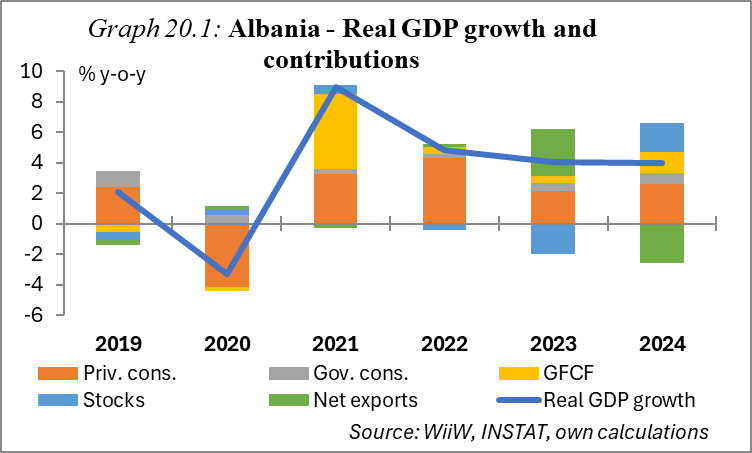 Graph 20.1: Albania - Real GDP growth and
contributions
% y-o-y
10
8
6
4
2
0
-2
-4
-6
2019 2020 2021 2022 2023 2024
Priv. cons. Gov. cons. GFCF
Stocks Net exports Real GDP growth
Source: WiiW, INSTAT, own calculations